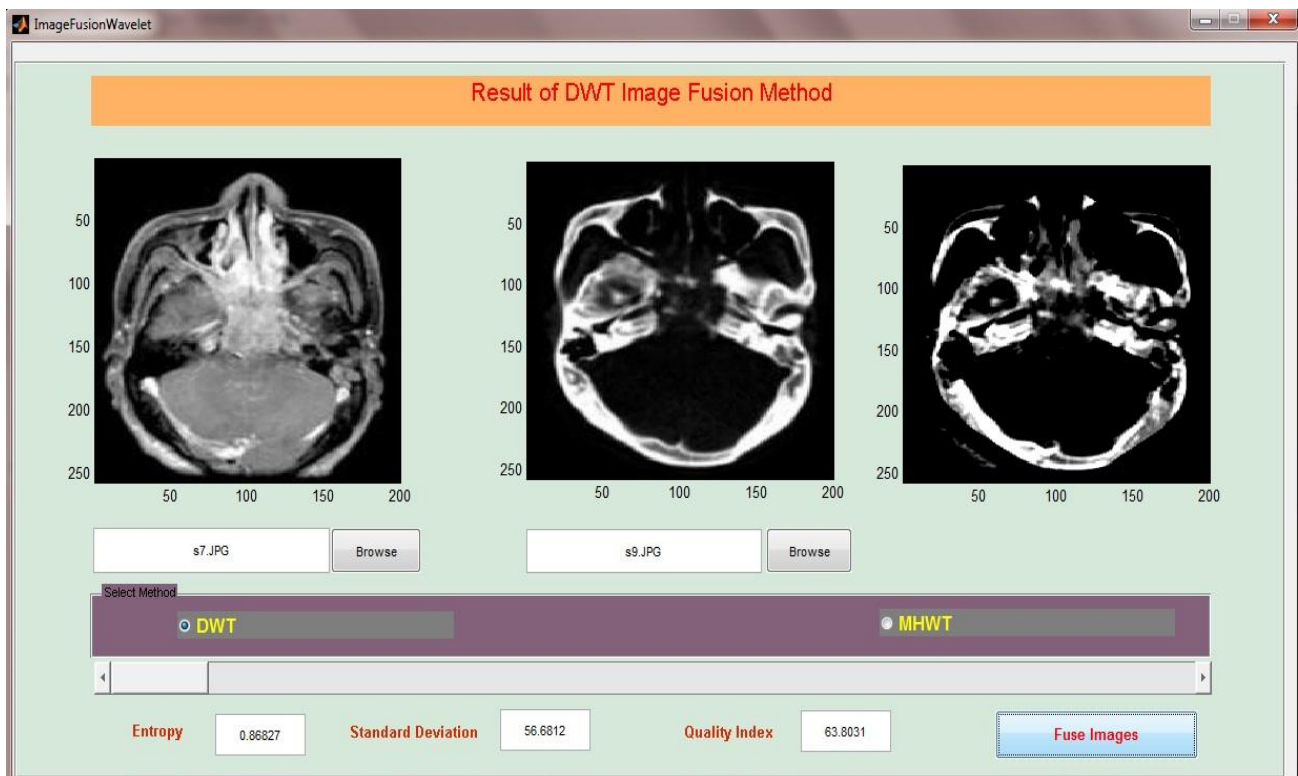 ImageFusionWavelet
Result of DWT Image Fusion Method
50
100
150
200
250
50
100
150
200
50
100
150
200
250
50
100
150
200
50
100
150
200
250
50
100
150
200
s7.JPG
Browse
s9.JPG
Browse
Select Method
DWT
MHWT
Entropy
0.86827
Standard Deviation
56.6812
Quality Index
63.8031
Fuse Images